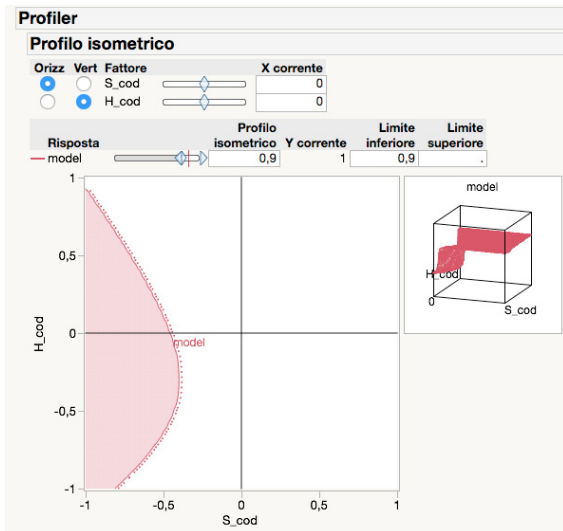 Profiler
Profilo isometrico
Orizz Vert Fattore X corrente
S_cod 0
H_cod 0
Risposta Profilo isometrico Y corrente Limite inferiore Limite superiore
model 0,9 1 0,9 .
model
H_cod
0
S_cod
1
0,5
0
-0,5
-1
H_cod
model
-1 -0,5 0 0,5 1
S_cod